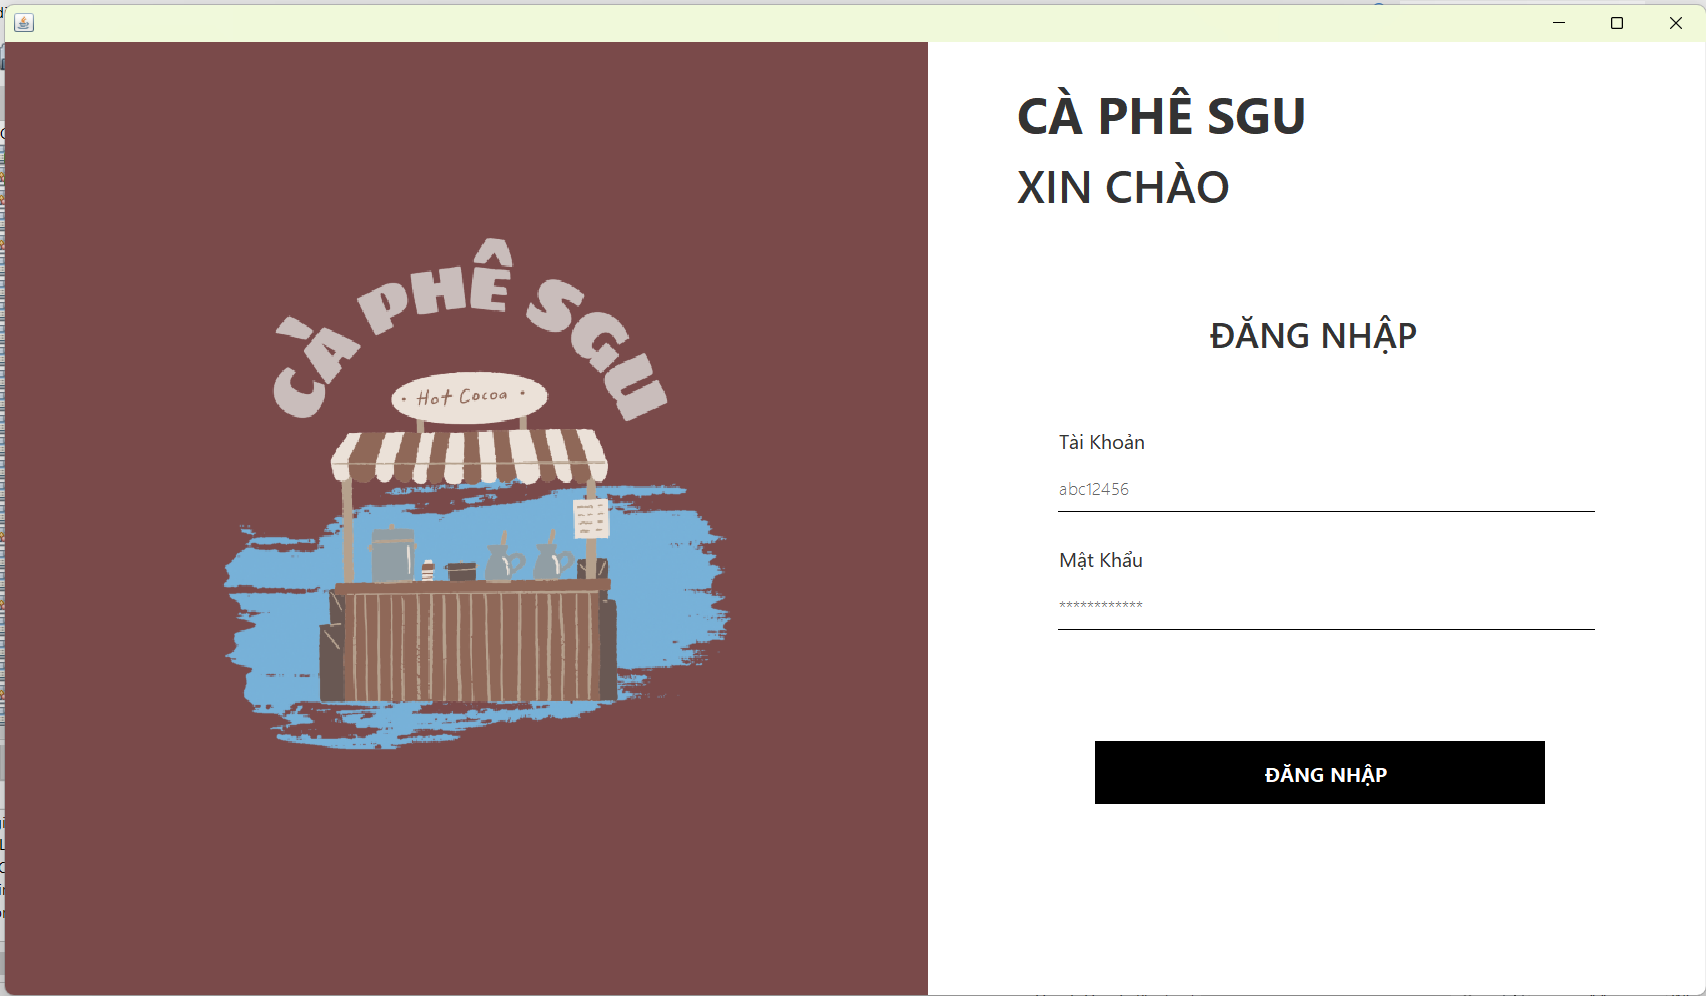 CÀ PHÊ SGU
Hot Cocoa
CÀ PHÊ SGU
XIN CHÀO
ĐĂNG NHẬP
Tài Khoản
abc12456
Mật Khẩu
************
ĐĂNG NHẬP